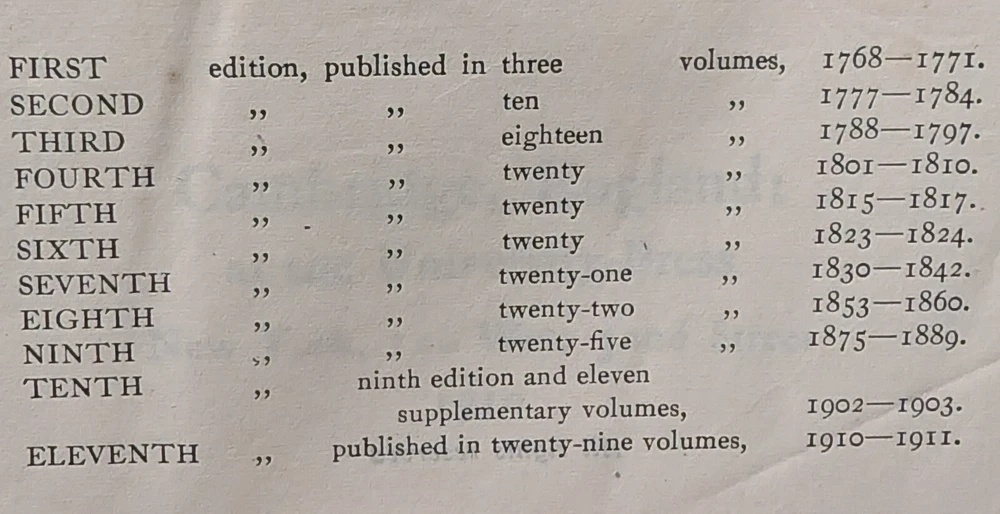 FIRST edition, published in three volumes, 1768—1771.
SECOND ,, ,, ten ,, 1777—1784.
THIRD ,, ,, eighteen ,, 1788—1797.
FOURTH ,, ,, twenty ,, 1801—1810.
FIFTH ,, ,, twenty ,, 1815—1817.
SIXTH ,, ,, twenty ,, 1823—1824.
SEVENTH ,, ,, twenty-one ,, 1830—1842.
EIGHTH ,, ,, twenty-two ,, 1853—1860.
NINTH ,, ,, twenty-five ,, 1875—1889.
TENTH ,, ninth edition and eleven
supplementary volumes, 1902—1903.
ELEVENTH ,, published in twenty-nine volumes, 1910—1911.